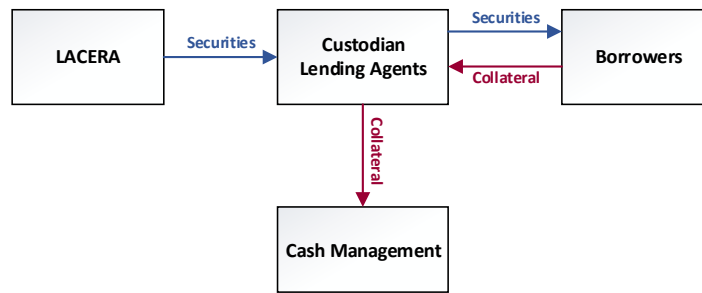 LACERA
Securities
Custodian
Lending Agents
Securities
Collateral
Borrowers
Collateral
Cash Management